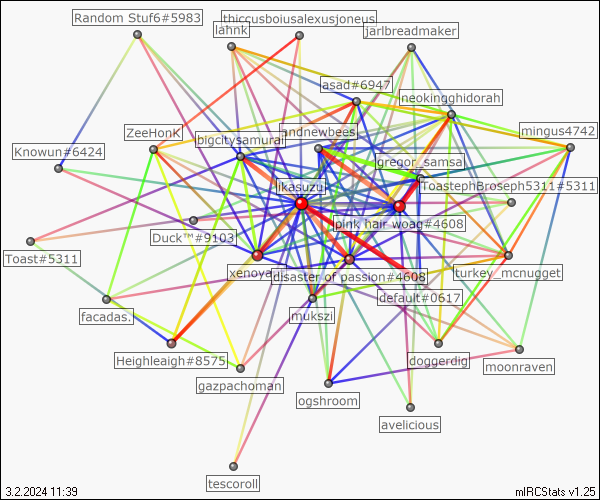 Random Stuf6#5983
thiccusboiusalexusjoneus
lahnk
jarlbreadmaker
asad#6947
neokingghidorah
ZeeHonK
bigcitysamurai
andnewbees
mingus4742
Knowun#6424
gregory_samsa
ikasuzu
ToastephBroseph5311#5311
pink hair woag#4608
Duck™#9103
Toast#5311
xenoya
disaster of passion#4608
turkey_mcnugget
default#0617
facadas.
mukszi
Heighleaigh#8575
doggerdig
moonraven
gazpachoman
ogshroom
avelicious
tescoroll
3.2.2024 11:39
mIRCStats v1.25